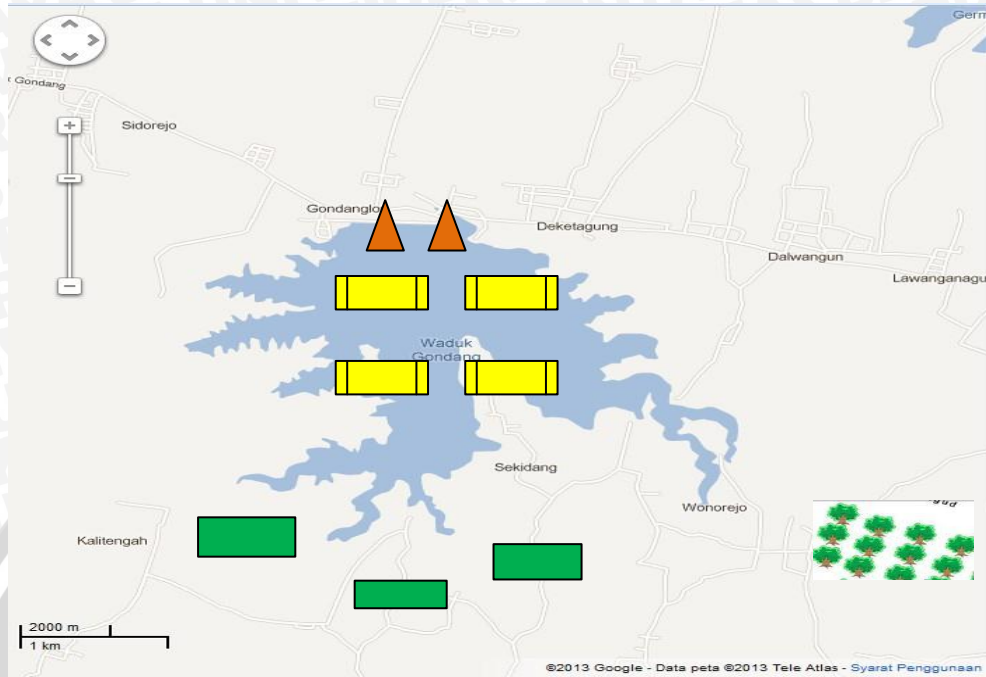 Germ
Gondang
Sidorejo
Gondanglo
Deketagung
Dalwangun
Lawanganagu
Waduk
Gondang
Sekidang
Wonorejo
Kalitengah
2000 m
1 km
©2013 Google - Data peta ©2013 Tele Atlas - Syarat Penggunaan